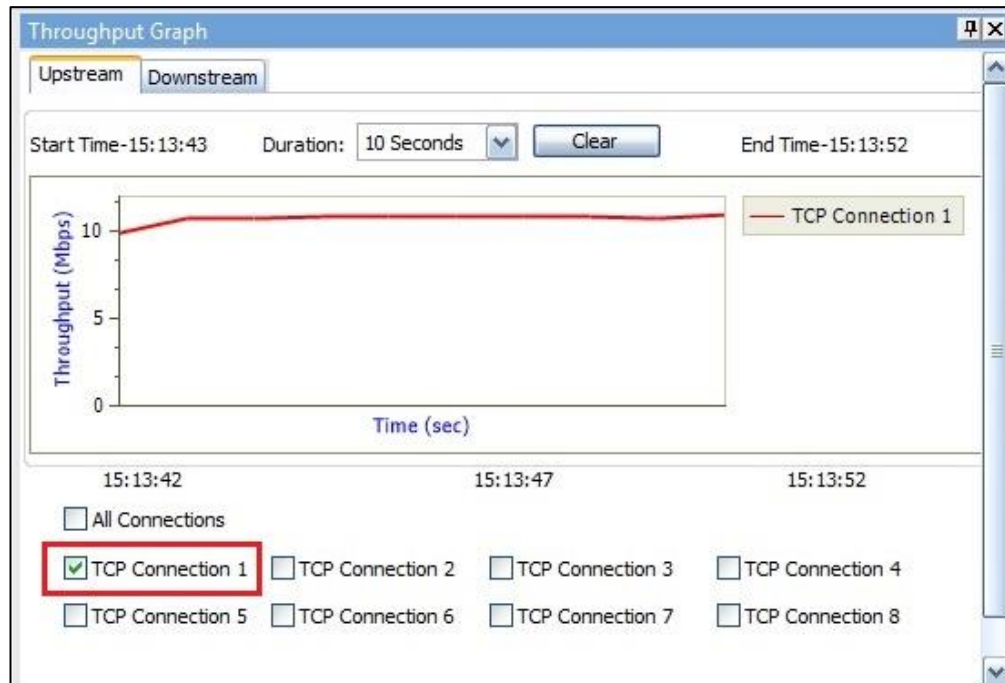 Throughput Graph
Upstream Downstream
Start Time-15:13:43 Duration: 10 Seconds Clear End Time-15:13:52
Throughput (Mbps)
10
5
0
Time (sec)
TCP Connection 1
15:13:42 15:13:47 15:13:52
All Connections
TCP Connection 1 TCP Connection 2 TCP Connection 3 TCP Connection 4
TCP Connection 5 TCP Connection 6 TCP Connection 7 TCP Connection 8